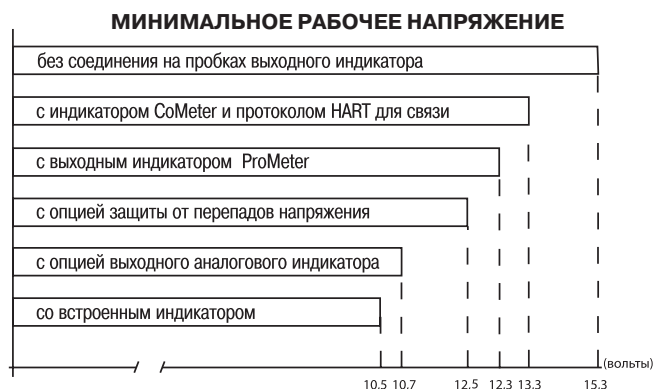 МИНИМАЛЬНОЕ РАБОЧЕЕ НАПРЯЖЕНИЕ
без соединения на пробках выходного индикатора
с индикатором CoMeter и протоколом HART для связи
с выходным индикатором ProMeter
с опцией защиты от перепадов напряжения
с опцией выходного аналогового индикатора
со встроенным индикатором
(вольты)
10.5 10.7 12.5 12.3 13.3 15.3